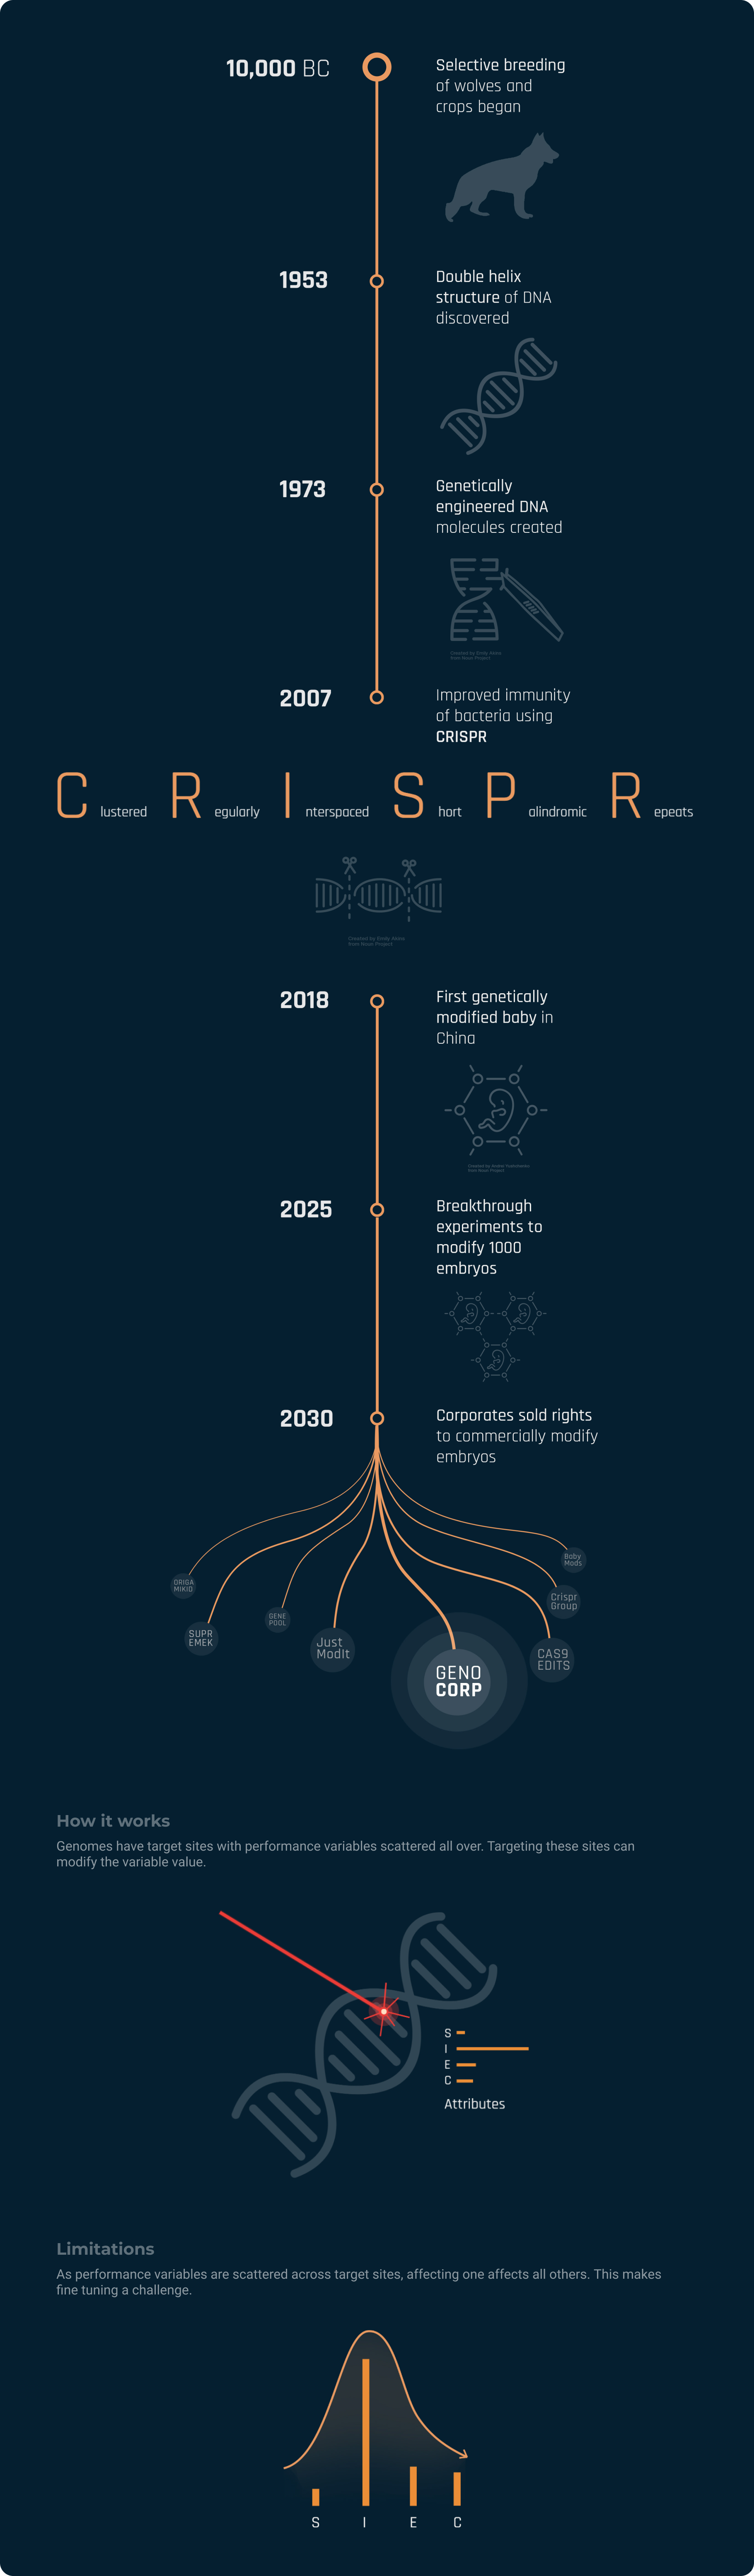 10,000 BC
Selective breeding
of wolves and
crops began
1953
Double helix
structure of DNA
discovered
1973
Genetically
engineered DNA
molecules created
Created by Emily Akira
from Noun Project
2007
Improved immunity
of bacteria using
CRISPR
C lustered R egularly I nterspaced S hort P alindromic R epeats
Created by Emily Akira
from Noun Project
2018
First genetically
modified baby in
China
from Noun Project
2025
Breakthrough
experiments to
modify 1000
embryos
2030
Corporates sold rights
to commercially modify
embryos
Baby
Mods
ORIGA
MIKID
Crispr
Group
GENE
POOL
SUPR
EMEK
Just
ModIt
CAS9
EDITS
GENO
CORP
How it works
Genomes have target sites with performance variables scattered all over. Targeting these sites can
modify the variable value.
S
I
E
C
Attributes
Limitations
As performance variables are scattered across target sites, affecting one affects all others. This makes
fine tuning a challenge.
S I E C